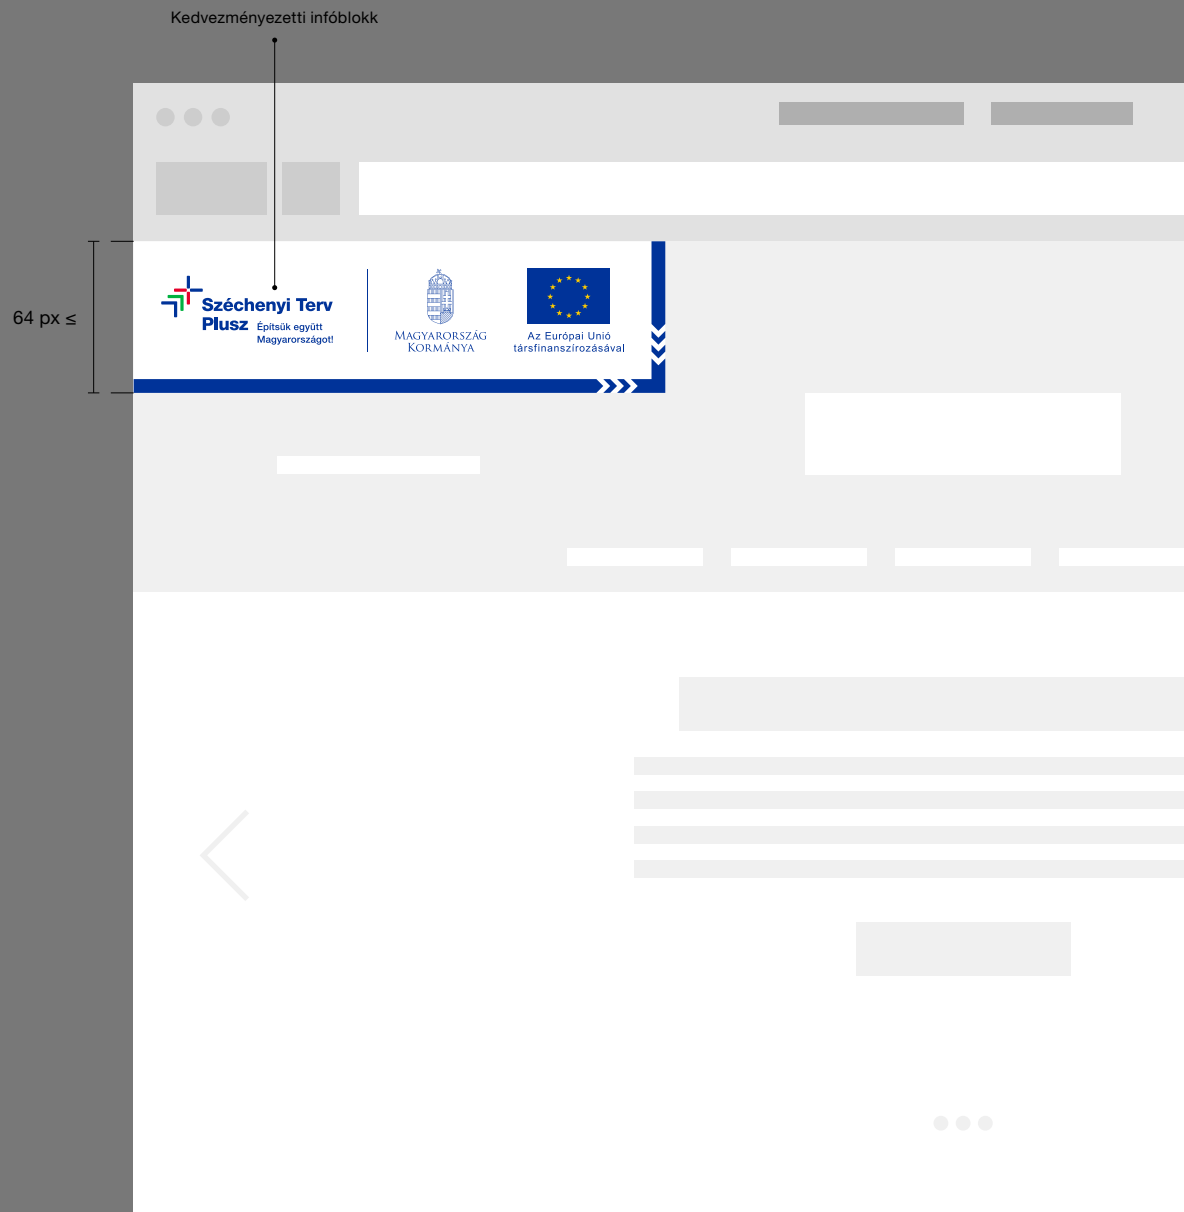 Kedvezményezetti infóblokk
64 px ≤
Széchenyi Terv
Plusz
Építsük együtt
Magyarországot!
MAGYARORSZÁG
KORMÁNYA
Az Európai Unió
társfinanszírozásával